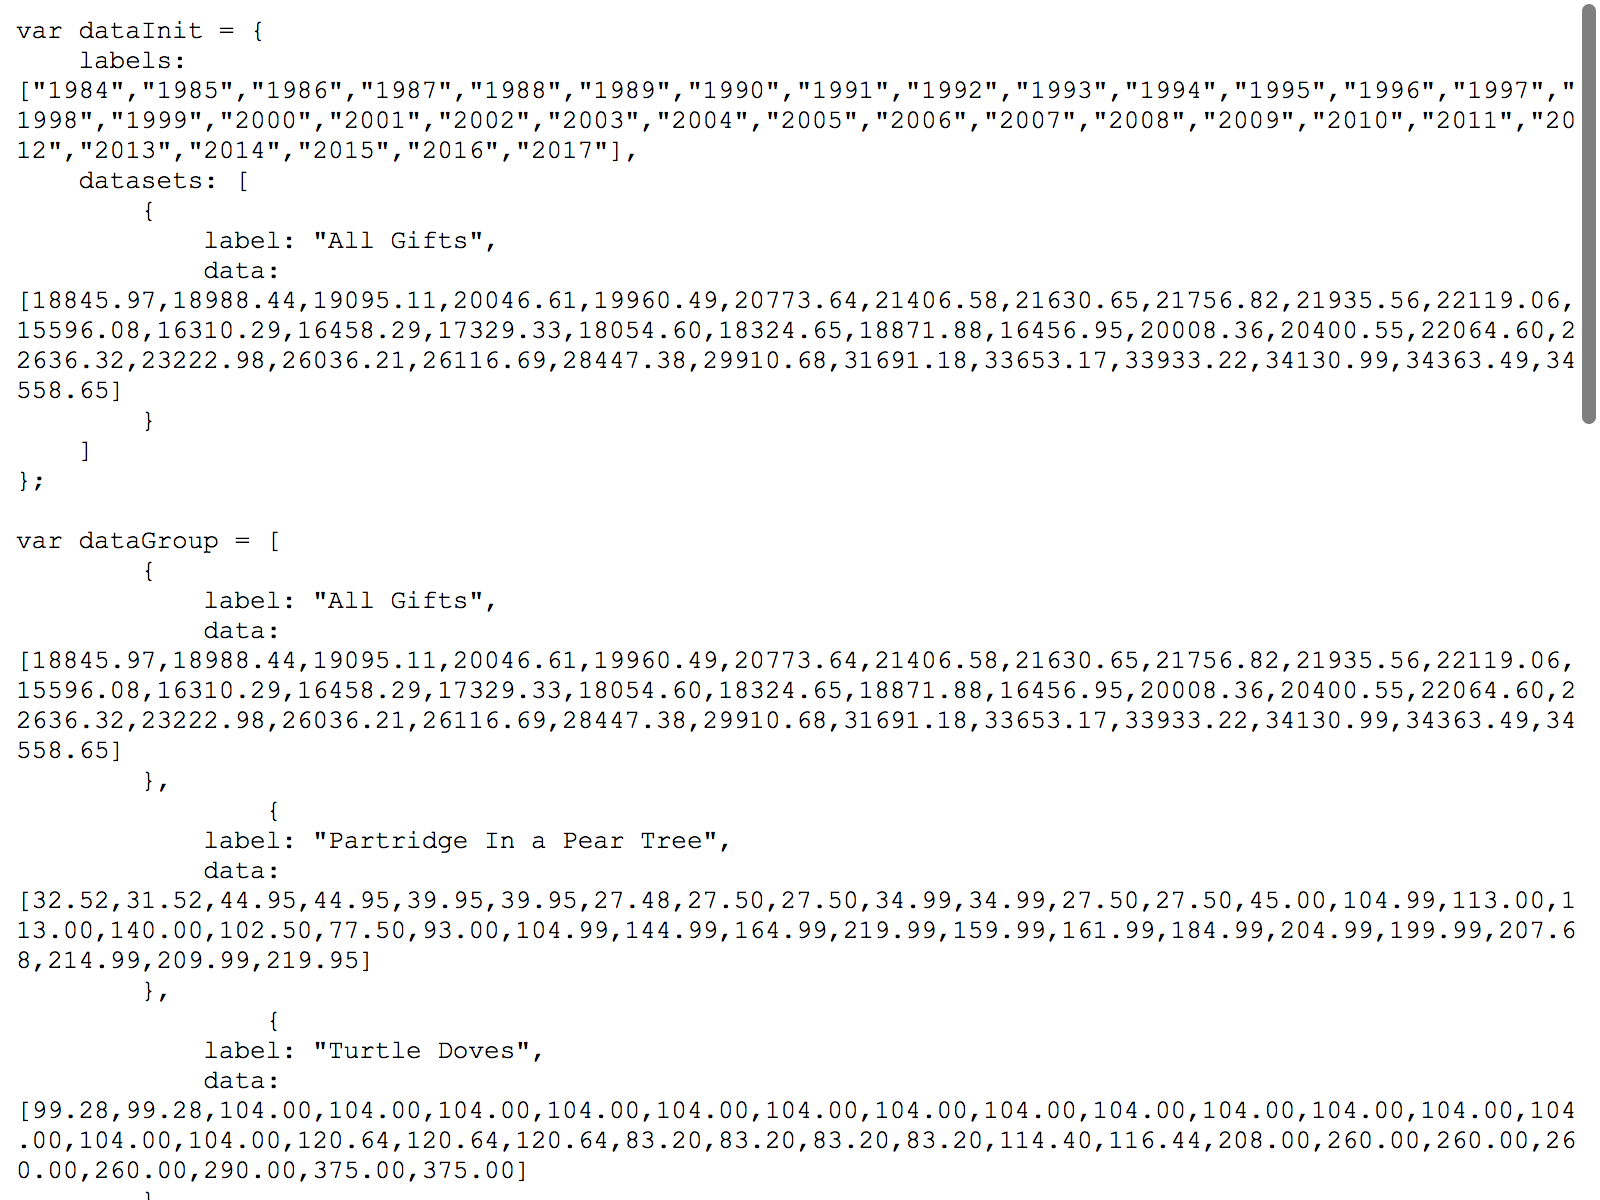 var dataInit = {
    labels:
["1984","1985","1986","1987","1988","1989","1990","1991","1992","1993","1994","1995","1996","1997","
1998","1999","2000","2001","2002","2003","2004","2005","2006","2007","2008","2009","2010","2011","20
12","2013","2014","2015","2016","2017"],
    datasets: [
        {
            label: "All Gifts",
            data:
[18845.97,18988.44,19095.11,20046.61,19960.49,20773.64,21406.58,21630.65,21756.82,21935.56,22119.06,
15596.08,16310.29,16458.29,17329.33,18054.60,18324.65,18871.88,16456.95,20008.36,20400.55,22064.60,2
2636.32,23222.98,26036.21,26116.69,28447.38,29910.68,31691.18,33653.17,33933.22,34130.99,34363.49,34
558.65]
        }
    ]
};

var dataGroup = [
        {
            label: "All Gifts",
            data:
[18845.97,18988.44,19095.11,20046.61,19960.49,20773.64,21406.58,21630.65,21756.82,21935.56,22119.06,
15596.08,16310.29,16458.29,17329.33,18054.60,18324.65,18871.88,16456.95,20008.36,20400.55,22064.60,2
2636.32,23222.98,26036.21,26116.69,28447.38,29910.68,31691.18,33653.17,33933.22,34130.99,34363.49,34
558.65]
        },
                {
            label: "Partridge In a Pear Tree",
            data:
[32.52,31.52,44.95,44.95,39.95,39.95,27.48,27.50,27.50,34.99,34.99,27.50,27.50,45.00,104.99,113.00,1
13.00,140.00,102.50,77.50,93.00,104.99,144.99,164.99,219.99,159.99,161.99,184.99,204.99,199.99,207.6
8,214.99,209.99,219.95]
        },
                {
            label: "Turtle Doves",
            data:
[99.28,99.28,104.00,104.00,104.00,104.00,104.00,104.00,104.00,104.00,104.00,104.00,104.00,104.00,104
.00,104.00,104.00,120.64,120.64,120.64,83.20,83.20,83.20,83.20,114.40,116.44,208.00,260.00,260.00,26
0.00,260.00,290.00,375.00,375.00]